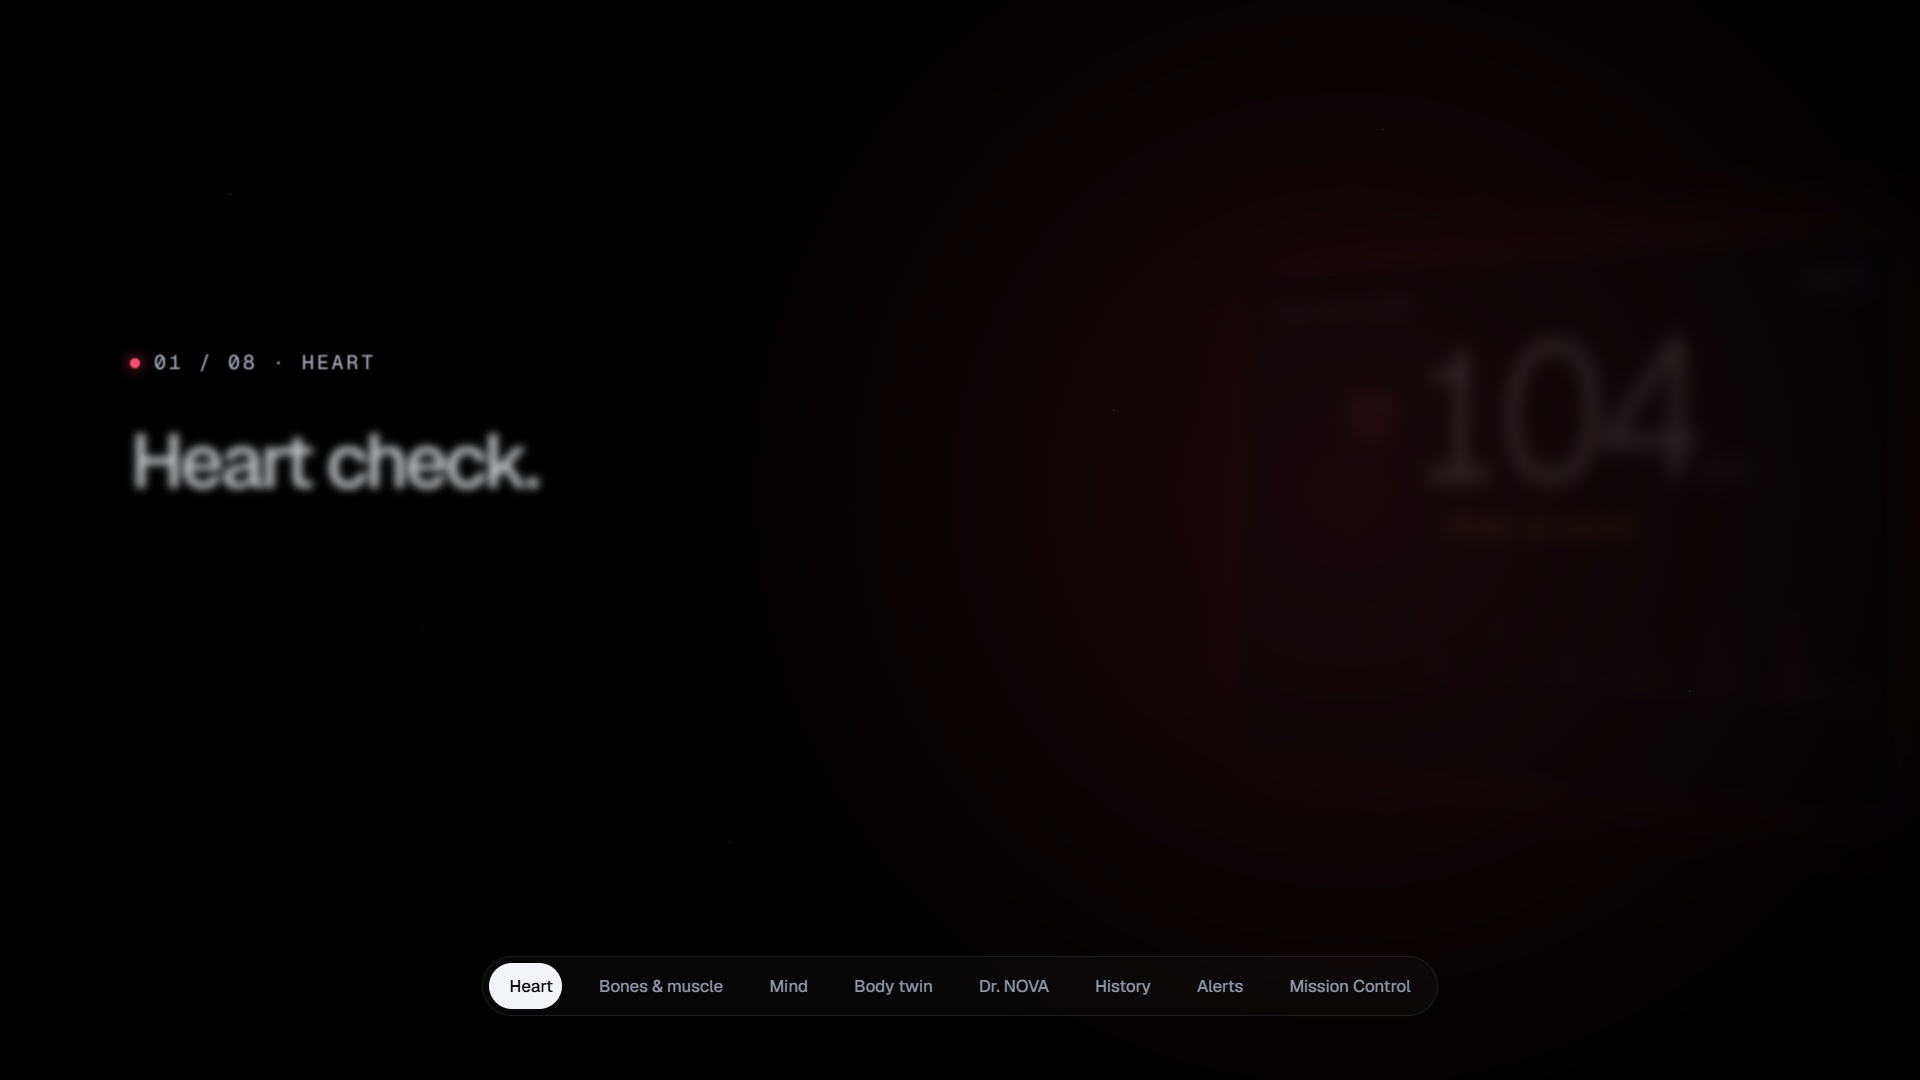 01 / 08 · HEART
Heart check.
104
Heart
Bones & muscle
Mind
Body twin
Dr. NOVA
History
Alerts
Mission Control